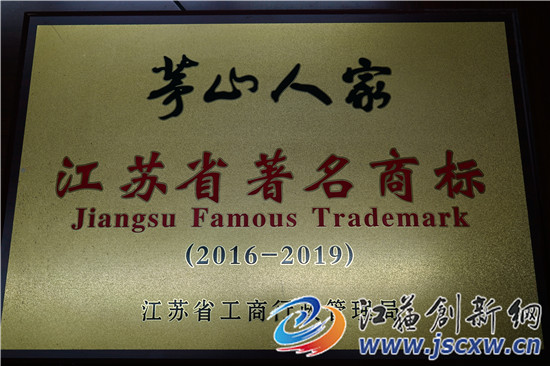 茅山人家
江苏省著名商标
Jiangsu Famous Trademark
(2016-2019)
江苏省工商行政管理局
江苏创新网
www.jscxw.cn